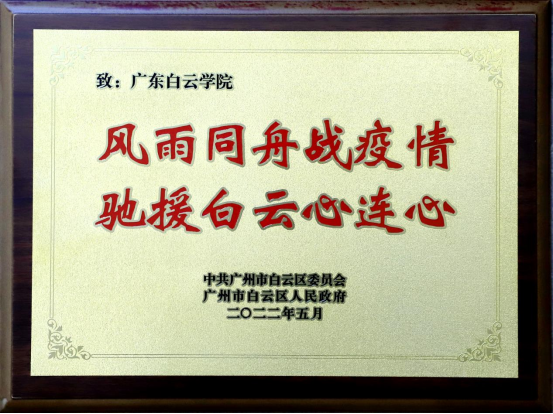 致：广东白云学院
风雨同舟战疫情
驰援白云心连心
中共广州市白云区委员会
广州市白云区人民政府
二〇二二年五月